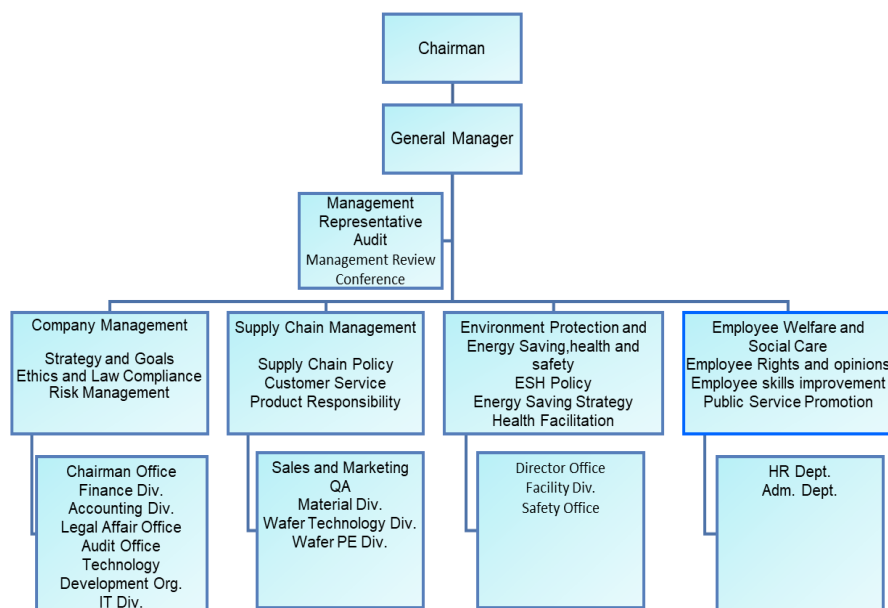 Chairman
General Manager
Management
Representative
Audit
Management Review
Conference
Company Management
Strategy and Goals
Ethics and Law Compliance
Risk Management
Supply Chain Management
Supply Chain Policy
Customer Service
Product Responsibility
Environment Protection and
Energy Saving,health and
safety
ESH Policy
Energy Saving Strategy
Health Facilitation
Employee Welfare and
Social Care
Employee Rights and opinions
Employee skills improvement
Public Service Promotion
Chairman Office
Finance Div.
Accounting Div.
Legal Affair Office
Audit Office
Technology
Development Org.
IT Div.
Sales and Marketing
QA
Material Div.
Wafer Technology Div.
Wafer PE Div.
Director Office
Facility Div.
Safety Office
HR Dept.
Adm. Dept.